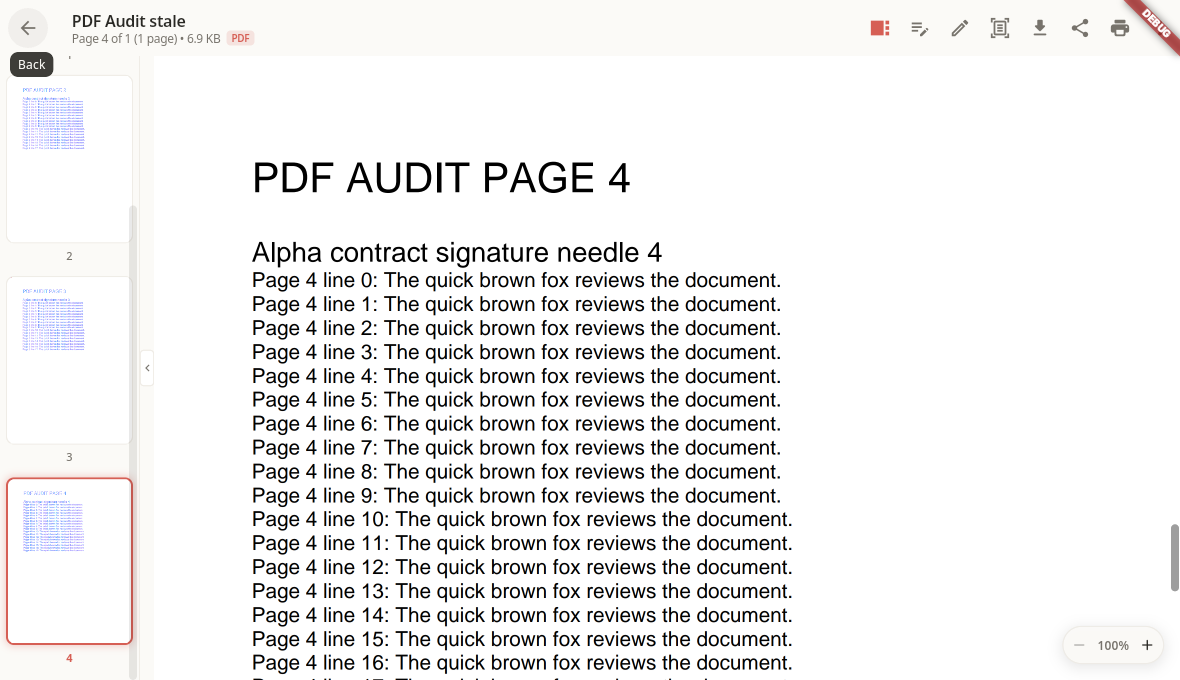 PDF Audit stale
Page 4 of 1 (1 page) • 6.9 KB PDF
DEBUG
Back
2
3
PDF AUDIT PAGE 4
4
PDF AUDIT PAGE 4
Alpha contract signature needle 4
Page 4 line 0: The quick brown fox reviews the document.
Page 4 line 1: The quick brown fox reviews the document.
Page 4 line 2: The quick brown fox reviews the document.
Page 4 line 3: The quick brown fox reviews the document.
Page 4 line 4: The quick brown fox reviews the document.
Page 4 line 5: The quick brown fox reviews the document.
Page 4 line 6: The quick brown fox reviews the document.
Page 4 line 7: The quick brown fox reviews the document.
Page 4 line 8: The quick brown fox reviews the document.
Page 4 line 9: The quick brown fox reviews the document.
Page 4 line 10: The quick brown fox reviews the document.
Page 4 line 11: The quick brown fox reviews the document.
Page 4 line 12: The quick brown fox reviews the document.
Page 4 line 13: The quick brown fox reviews the document.
Page 4 line 14: The quick brown fox reviews the document.
Page 4 line 15: The quick brown fox reviews the document.
Page 4 line 16: The quick brown fox reviews the document.
100%